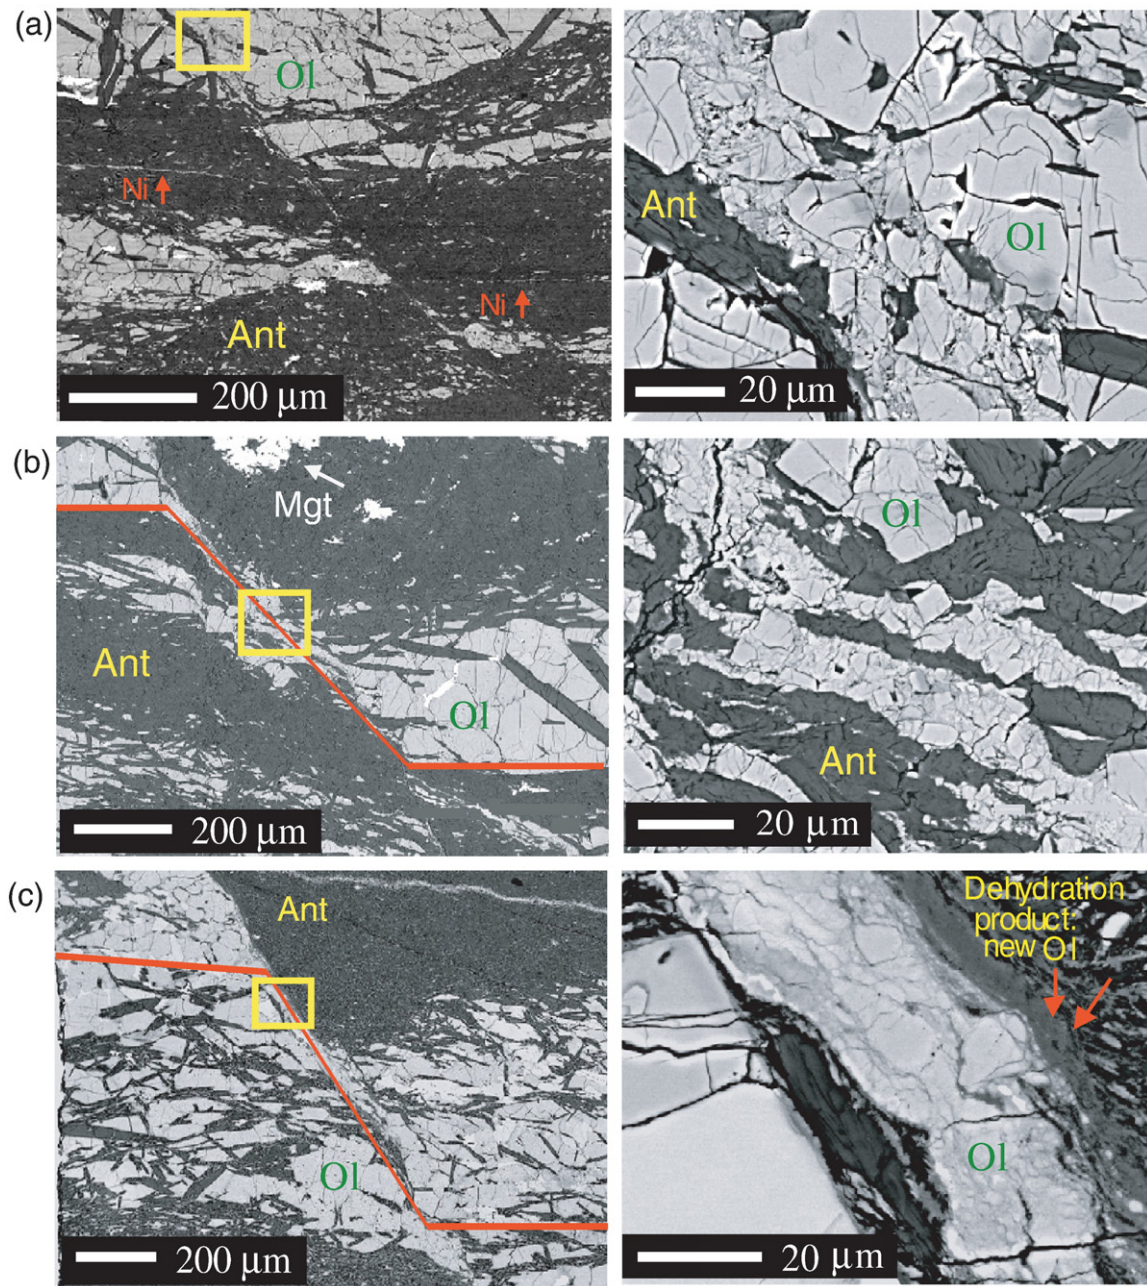 (a)
Ol
Ni
Ni
Ant
200 μm
Ant
Ol
20 μm
(b)
Mgt
Ant
Ol
200 μm
Ol
Ant
20 μm
(c)
Ant
Ol
200 μm
Dehydration
product:
new Ol
Ol
20 μm